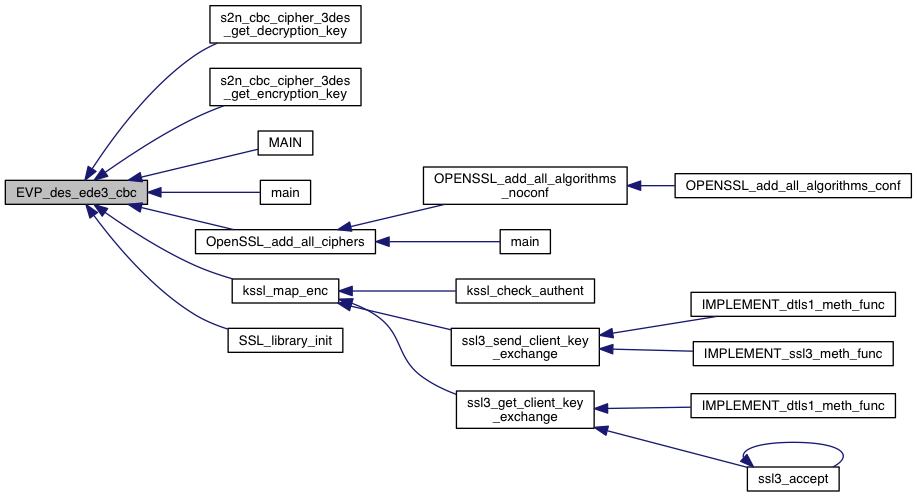 s2n_cbc_cipher_3des
_get_decryption_key
s2n_cbc_cipher_3des
_get_encryption_key
MAIN
EVP_des_ede3_cbc
main
OPENSSL_add_all_algorithms
_noconf
OPENSSL_add_all_algorithms_conf
OpenSSL_add_all_ciphers
main
kssl_map_enc
kssl_check_authent
IMPLEMENT_dtls1_meth_func
SSL_library_init
ssl3_send_client_key
_exchange
IMPLEMENT_ssl3_meth_func
ssl3_get_client_key
_exchange
IMPLEMENT_dtls1_meth_func
ssl3_accept